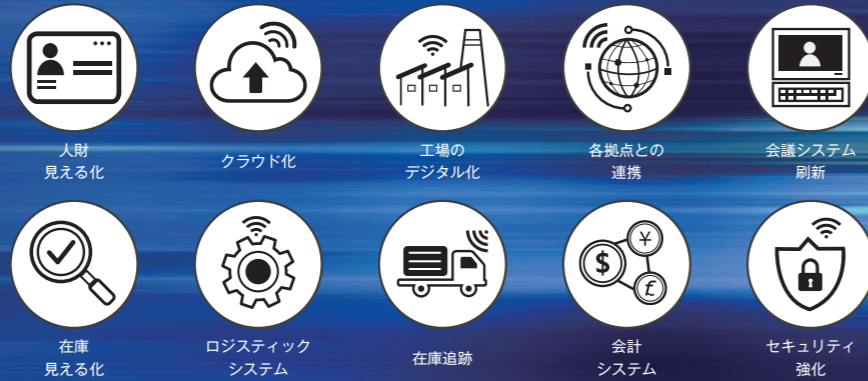 人財
見える化
クラウド化
工場の
デジタル化
各拠点との
連携
会議システム
刷新
$
¥
£
在庫
見える化
ロジスティック
システム
在庫追跡
会計
システム
セキュリティ
強化